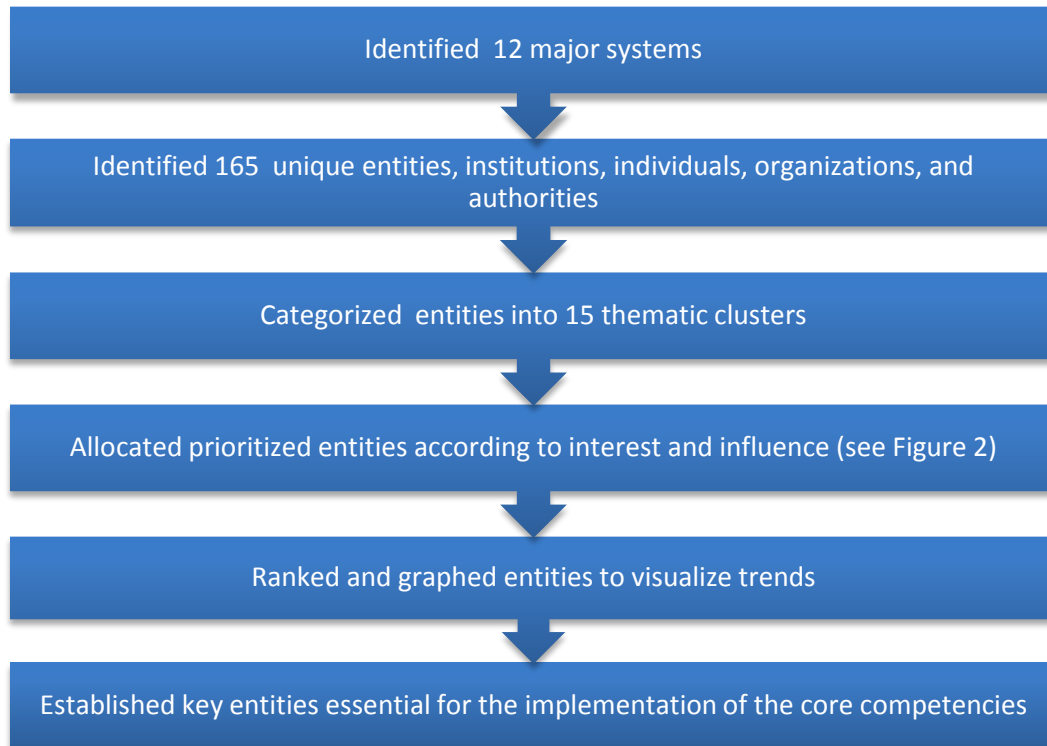 Identified 12 major systems
Identified 165 unique entities, institutions, individuals, organizations, and
authorities
Categorized entities into 15 thematic clusters
Allocated prioritized entities according to interest and influence (see Figure 2)
Ranked and graphed entities to visualize trends
Established key entities essential for the implementation of the core competencies